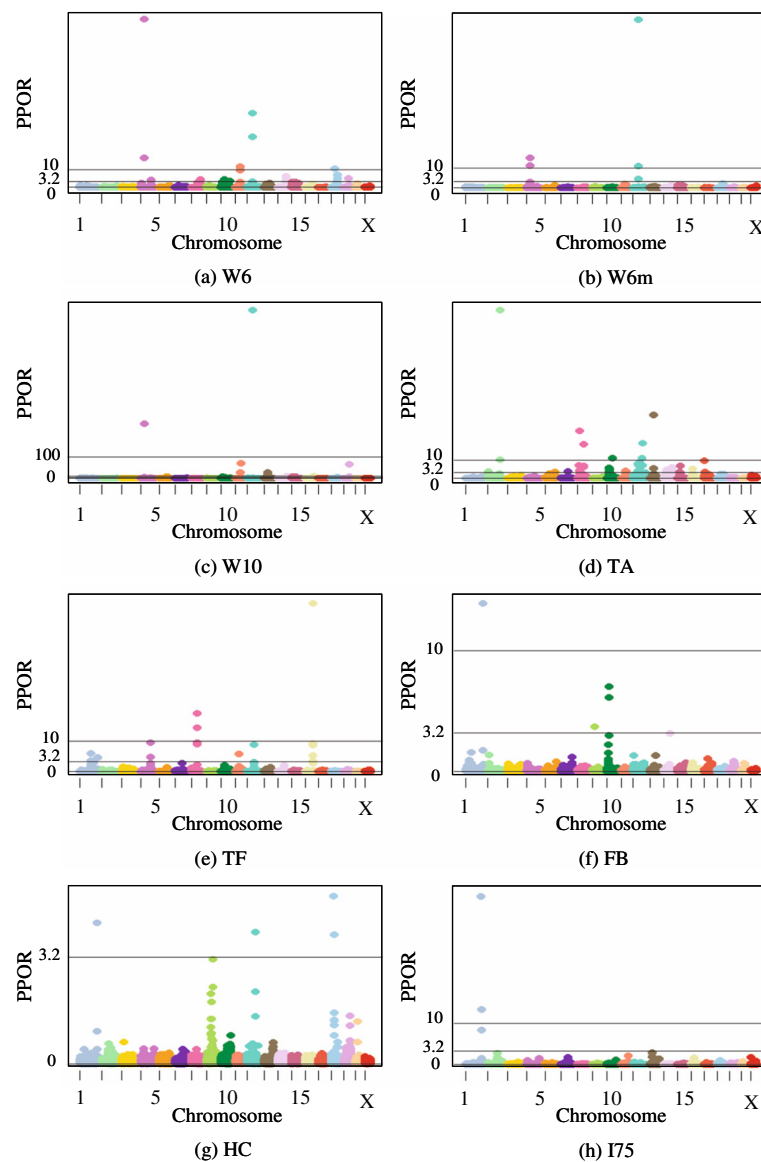 PPOR
10
3.2
0
1
5
10
15
X
Chromosome
(a) W6
PPOR
10
3.2
0
1
5
10
15
X
Chromosome
(b) W6m
PPOR
100
0
1
5
10
15
X
Chromosome
(c) W10
PPOR
10
3.2
0
1
5
10
15
X
Chromosome
(d) TA
PPOR
10
3.2
0
1
5
10
15
X
Chromosome
(e) TF
PPOR
10
3.2
0
1
5
10
15
X
Chromosome
(f) FB
PPOR
3.2
0
1
5
10
15
X
Chromosome
(g) HC
PPOR
10
3.2
0
1
5
10
15
X
Chromosome
(h) I75